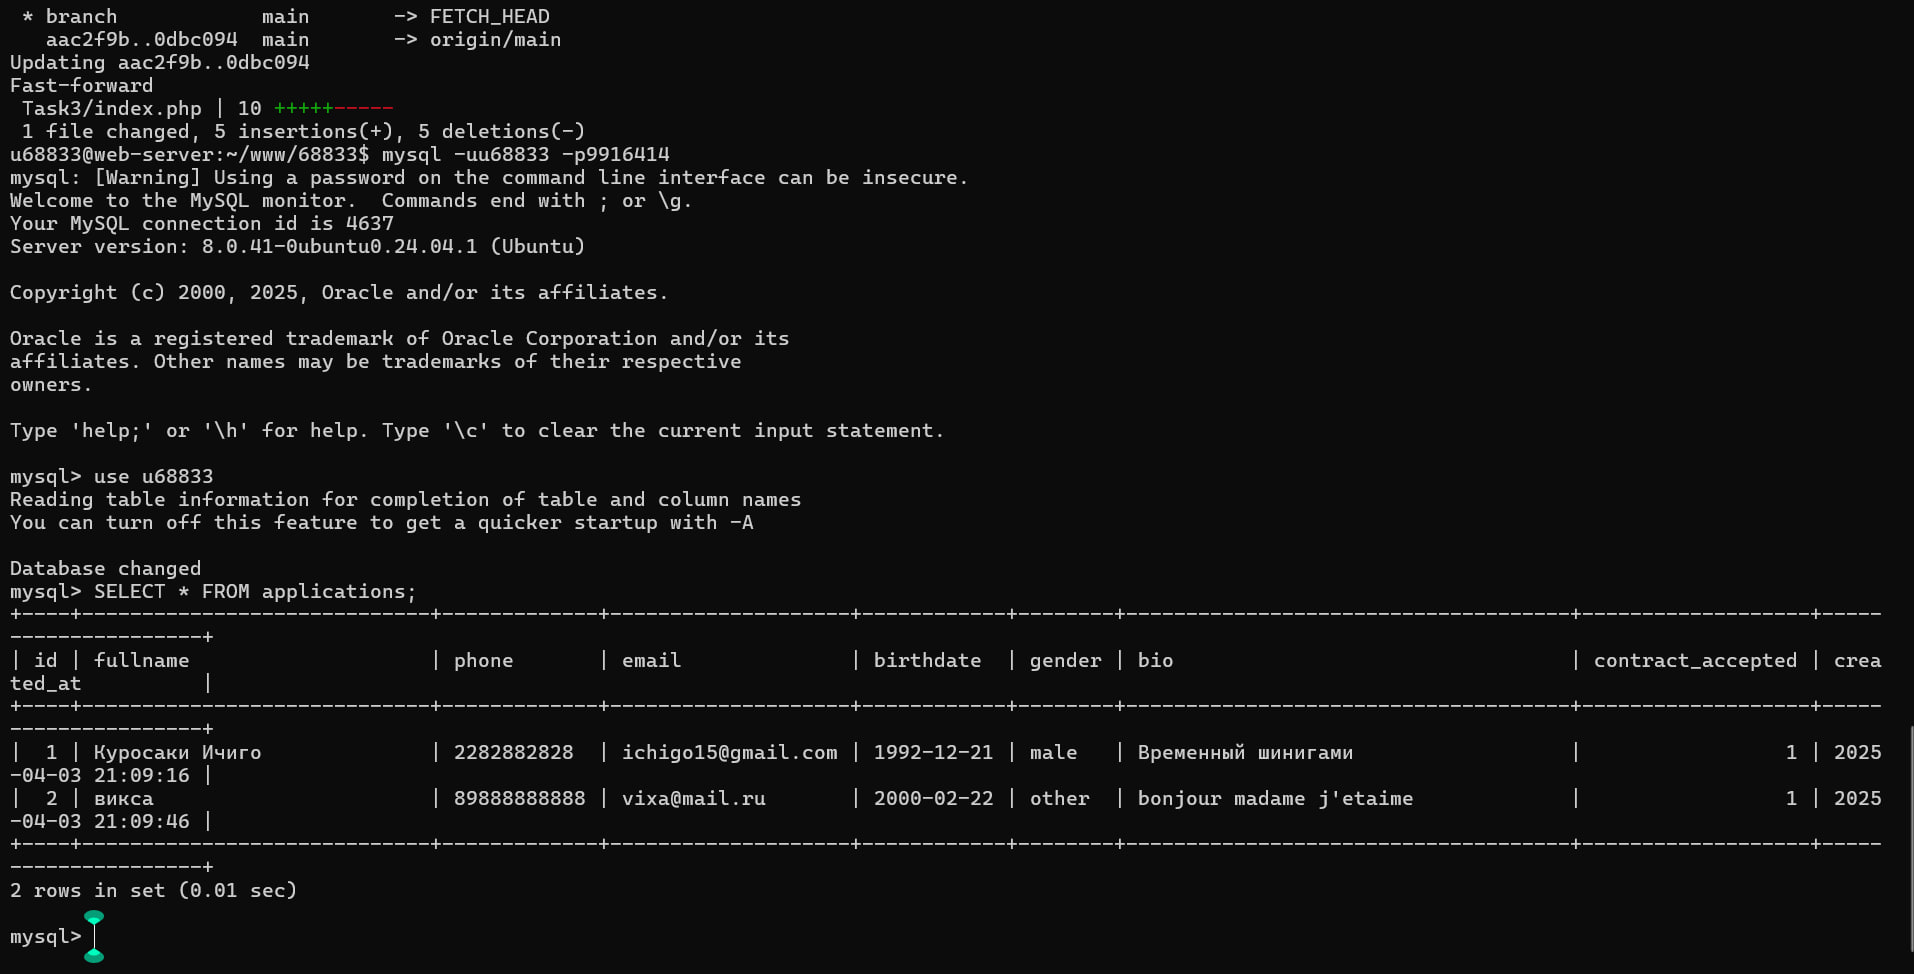 * branch            main       -> FETCH_HEAD
   aac2f9b..0dbc094  main       -> origin/main
Updating aac2f9b..0dbc094
Fast-forward
 Task3/index.php | 10 +++++-----
 1 file changed, 5 insertions(+), 5 deletions(-)
u68833@web-server:~/www/68833$ mysql -uu68833 -p9916414
mysql: [Warning] Using a password on the command line interface can be insecure.
Welcome to the MySQL monitor.  Commands end with ; or \g.
Your MySQL connection id is 4637
Server version: 8.0.41-0ubuntu0.24.04.1 (Ubuntu)

Copyright (c) 2000, 2025, Oracle and/or its affiliates.

Oracle is a registered trademark of Oracle Corporation and/or its
affiliates. Other names may be trademarks of their respective
owners.

Type 'help;' or '\h' for help. Type '\c' to clear the current input statement.

mysql> use u68833
Reading table information for completion of table and column names
You can turn off this feature to get a quicker startup with -A

Database changed
mysql> SELECT * FROM applications;
+----+-----------------------------+-------------+--------------------+------------+--------+-------------------------------------+-------------------+-----
----------------+
| id | fullname                    | phone       | email              | birthdate  | gender | bio                                 | contract_accepted | crea
ted_at          |
+----+-----------------------------+-------------+--------------------+------------+--------+-------------------------------------+-------------------+-----
----------------+
|  1 | Куросаки Ичиго              | 2282882828  | ichigo15@gmail.com | 1992-12-21 | male   | Временный шинигами                  |                 1 | 2025
-04-03 21:09:16 |
|  2 | викса                       | 89888888888 | vixa@mail.ru       | 2000-02-22 | other  | bonjour madame j'etaime             |                 1 | 2025
-04-03 21:09:46 |
+----+-----------------------------+-------------+--------------------+------------+--------+-------------------------------------+-------------------+-----
----------------+
2 rows in set (0.01 sec)

mysql>